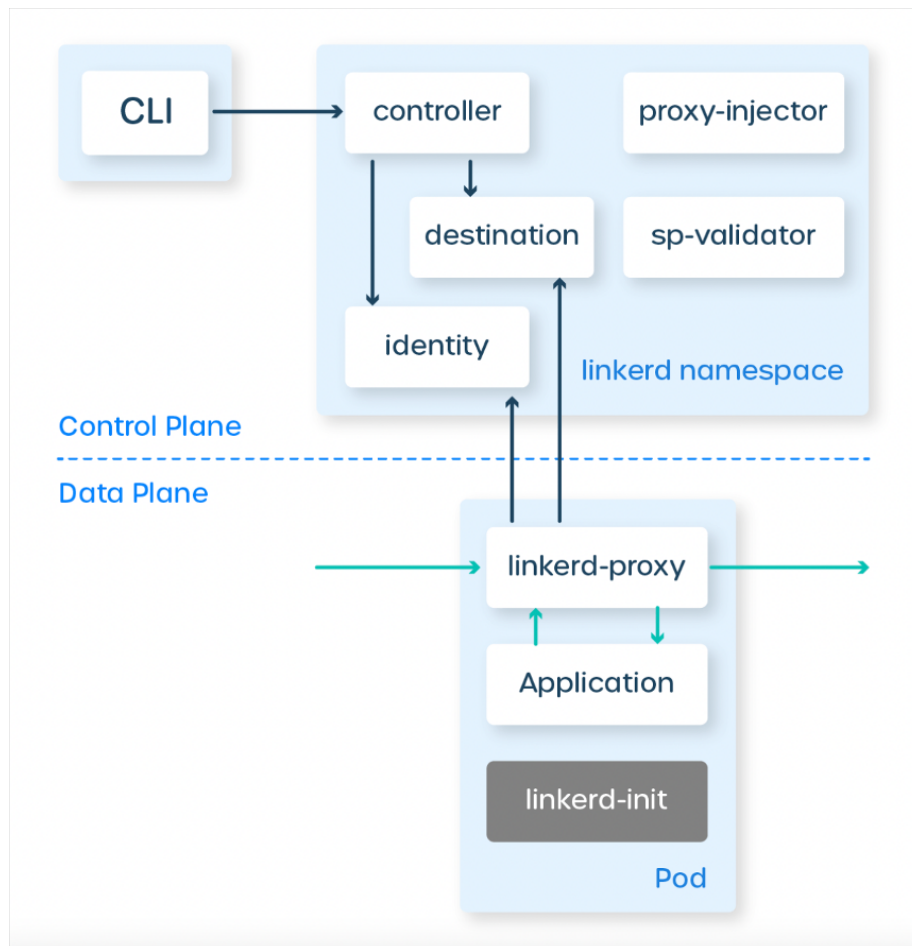 CLI
controller
proxy-injector
destination
sp-validator
identity
linkerd namespace
Control Plane
Data Plane
linkerd-proxy
Application
linkerd-init
Pod